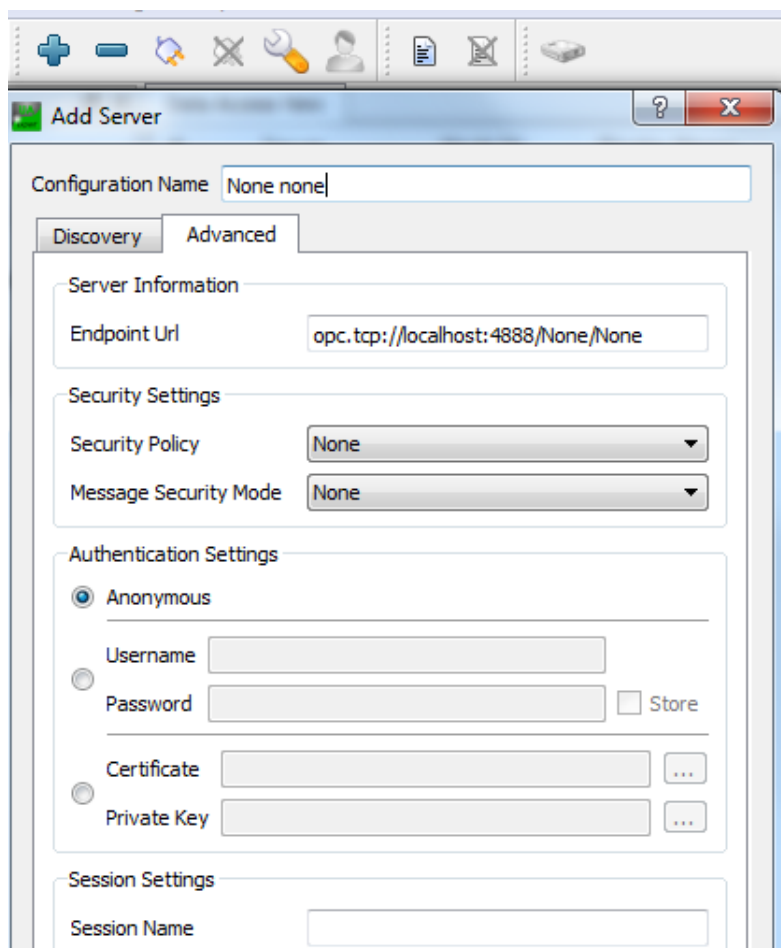 Add Server
?
X
Configuration Name None none
Discovery Advanced
Server Information
Endpoint Url opc.tcp://localhost:4888/None/None
Security Settings
Security Policy None
Message Security Mode None
Authentication Settings
Anonymous
Username
Password Store
Certificate ...
Private Key ...
Session Settings
Session Name